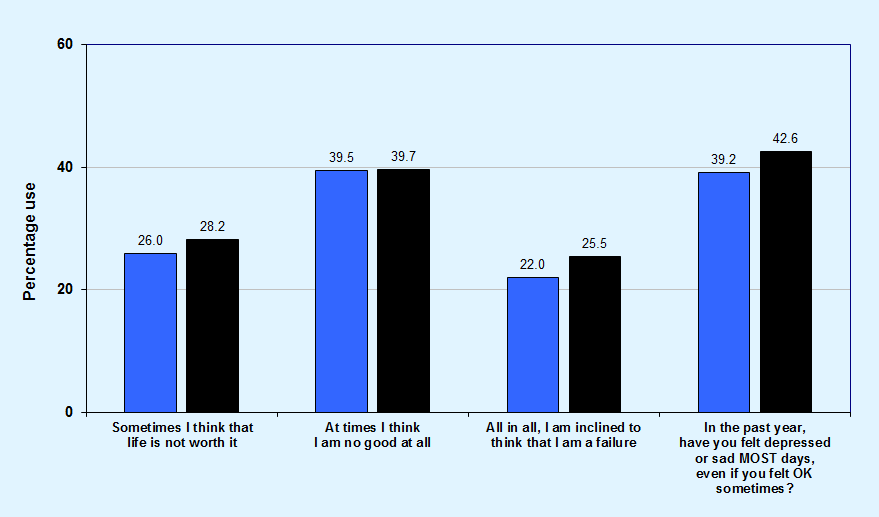 60
40
20
0
Percentage use
26.0
28.2
39.5
39.7
22.0
25.5
39.2
42.6
Sometimes I think that
life is not worth it
At times I think
I am no good at all
All in all, I am inclined to
think that I am a failure
In the past year,
have you felt depressed
or sad MOST days,
even if you felt OK
sometimes?